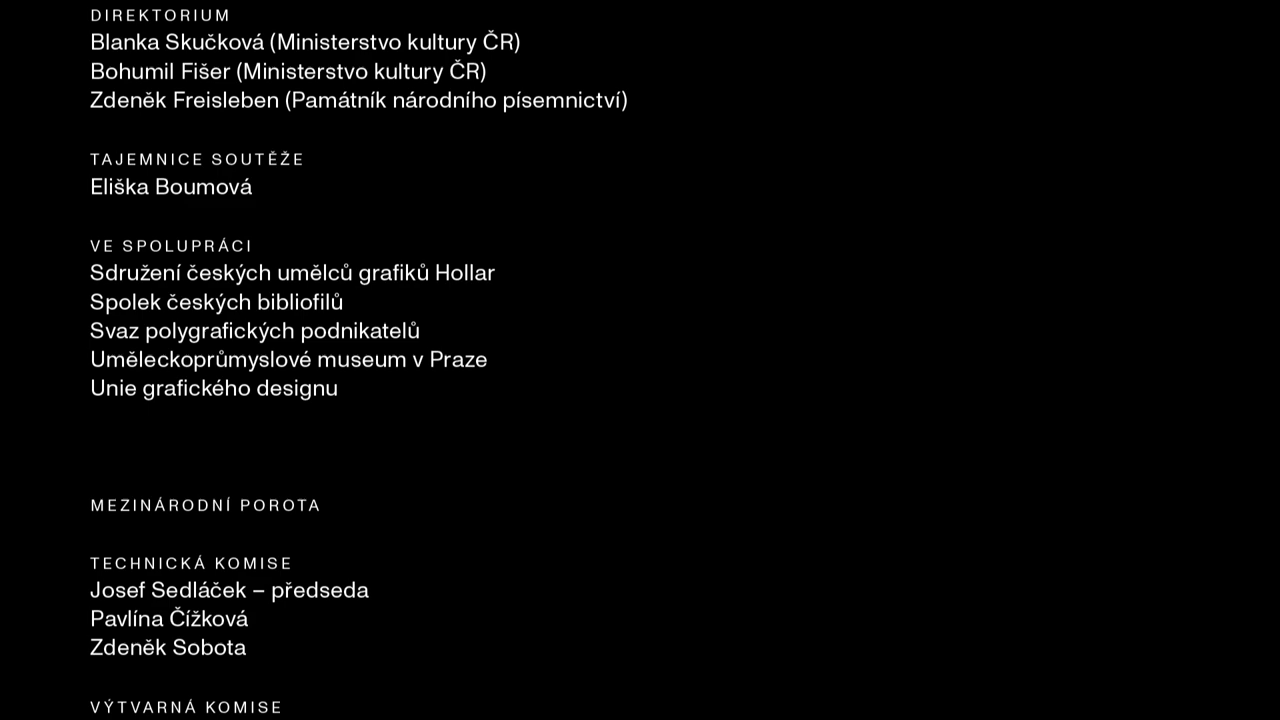 DIREKTORIUM
Blanka Skučková (Ministerstvo kultury ČR)
Bohumil Fišer (Ministerstvo kultury ČR)
Zdeněk Freisleben (Památník národního písemnictví)
TAJEMNICE SOUTĚŽE
Eliška Boumová
VE SPOLUPRÁCI
Sdružení českých umělců grafiků Hollar
Spolek českých bibliofilů
Svaz polygrafických podnikatelů
Uměleckoprůmyslové museum v Praze
Unie grafického designu
MEZINÁRODNÍ POROTA
TECHNICKÁ KOMISE
Josef Sedláček – předseda
Pavlína Čížková
Zdeněk Sobota
VÝTVARNÁ KOMISE